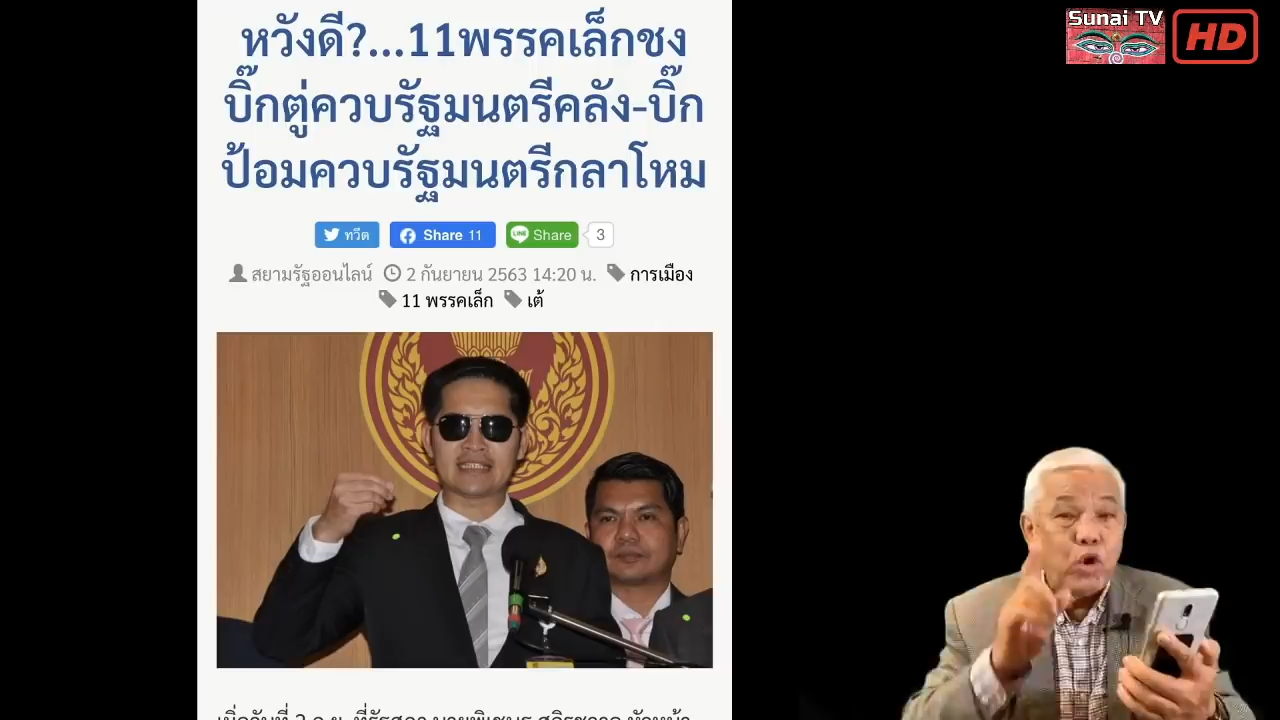 Sunai TV
HD
หวังดี?...11พรรคเล็กชง
บิ๊กตู่ควบรัฐมนตรีคลัง-บิ๊ก
ป้อมควบรัฐมนตรีกลาโหม
ทวีต
Share 11
LINE Share 3
สยามรัฐออนไลน์ 2 กันยายน 2563 14:20 น. การเมือง
11 พรรคเล็ก เต้